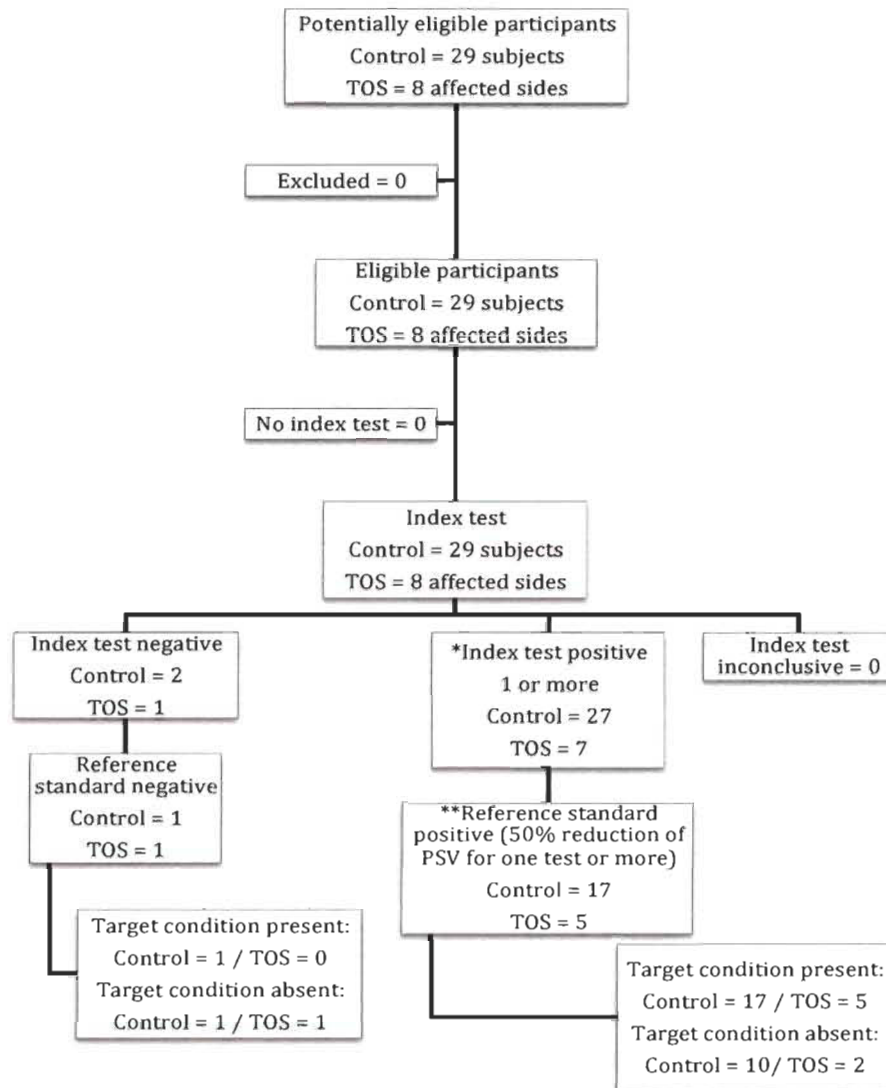 Potentially eligible participants
Control = 29 subjects
TOS = 8 affected sides
Excluded = 0
Eligible participants
Control = 29 subjects
TOS = 8 affected sides
No index test = 0
Index test
Control = 29 subjects
TOS = 8 affected sides
Index test negative
Control = 2
TOS = 1
*Index test positive
1 or more
Control = 27
TOS = 7
Index test
inconclusive = 0
Reference
standard negative
Control = 1
TOS = 1
**Reference standard
positive (50% reduction of
PSV for one test or more)
Control = 17
TOS = 5
Target condition present:
Control = 1 / TOS = 0
Target condition absent:
Control = 1 / TOS = 1
Target condition present:
Control = 17 / TOS = 5
Target condition absent:
Control = 10/ TOS = 2